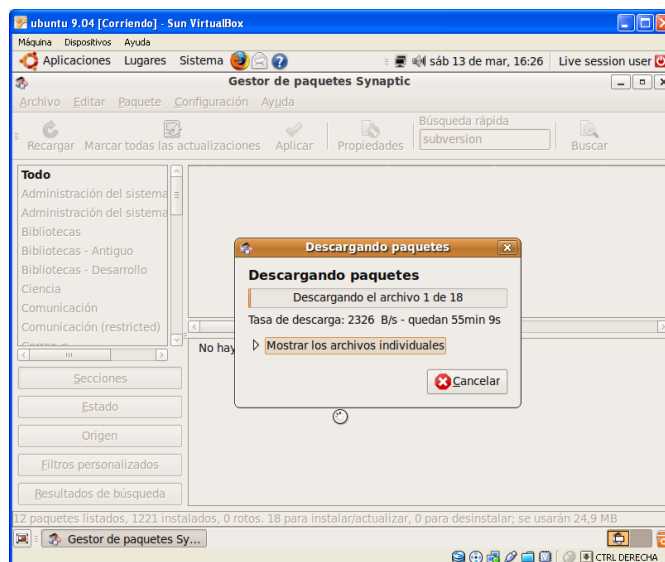 ubuntu 9.04 [Corriendo] - Sun VirtualBox
Máquina Dispositivos Ayuda
Aplicaciones Lugares Sistema sáb 13 de mar, 16:26 Live session user
Gestor de paquetes Synaptic
Archivo Editar Paquete Configuración Ayuda
Búsqueda rápida
subversion
Recargar Marcar todas las actualizaciones Aplicar Propiedades Buscar
Todo
Administración del sistema
Administración del sistema
Bibliotecas
Bibliotecas - Antiguo
Bibliotecas - Desarrollo
Ciencia
Comunicación
Comunicación (restricted)
Secciones
Estado
Origen
Filtros personalizados
Resultados de búsqueda
No hay
Descargando paquetes
Descargando paquetes
Descargando el archivo 1 de 18
Tasa de descarga: 2326 B/s - quedan 55min 9s
Mostrar los archivos individuales
Cancelar
12 paquetes listados, 1221 instalados, 0 rotos. 18 para instalar/actualizar, 0 para desinstalar; se usarán 24,9 MB
Gestor de paquetes Sy...
CTRL DERECHA